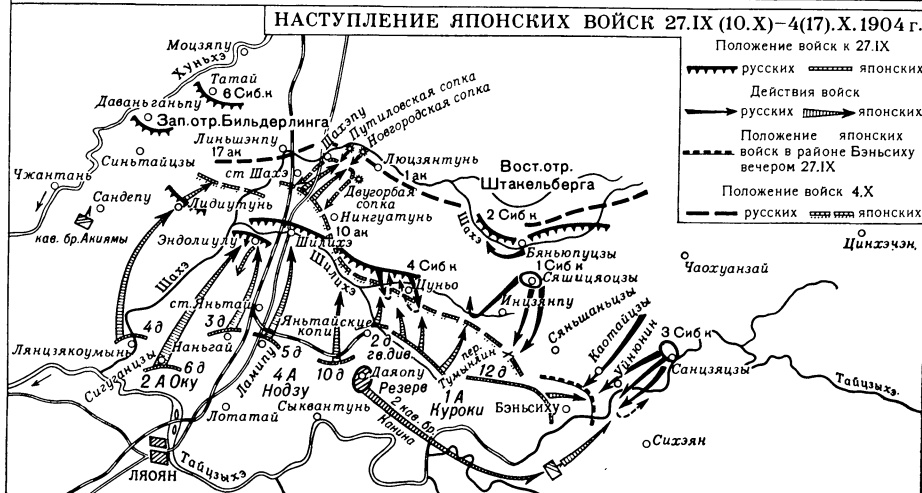 НАСТУПЛЕНИЕ ЯПОНСКИХ ВОЙСК 27.IX (10.X)–4(17).X.1904 г.
Положение войск к 27.IX
русских
японских
Действия войск
русских
японских
Положение японских
войск в районе Бэньсиху
вечером 27.IX
Положение войск 4.X
русских
японских
Моцзяпу
Хуньхэ
Татай
6 Сиб.к
Даваньганьпу
Зап.отр.Бильдерлинга
Линьшэнпу
17 ак
Синьтайцзы
ст. Шахэ
Шахэпу
Путиловская сопка
Новгородская сопка
Люцзянтунь
1 ак
Вост.отр.
Штакельберга
Чжантань
Сандепу
кав. бр. Акиямы
Лидиутунь
Двугорбая
сопка
Нингуатунь
10 ак
Шахэ
2 Сиб к
Бяньюпуцзы
Цинхэчэн
Эндолиулу
Шилихэ
Шилихэ
4 Сиб к
Цуньо
1 Сиб к
Сяшицяоцзы
Чаохуанзай
Инизянпу
Шахэ
ст. Яньтай
Яньтайские
копи
Сяньшаньцзы
Каотайцзы
Уйнюнин
3 Сиб к
Санцзяцзы
Лянцзякоумынь
4 д
3 д
Наньгай
Ламипу
5 д
10 д
2 д
гв. див.
пер.
Тумынлин
12 д
Сигуганцзы
6 д
2 А Оку
4 А
Нодзу
Даяопу
Резерв
1 А
Куроки
Бэньсиху
Тайцзыхэ
Лотатай
Сыквантунь
2 кав. бр.
Канина
Сихэян
ЛЯОЯН
Тайцзыхэ